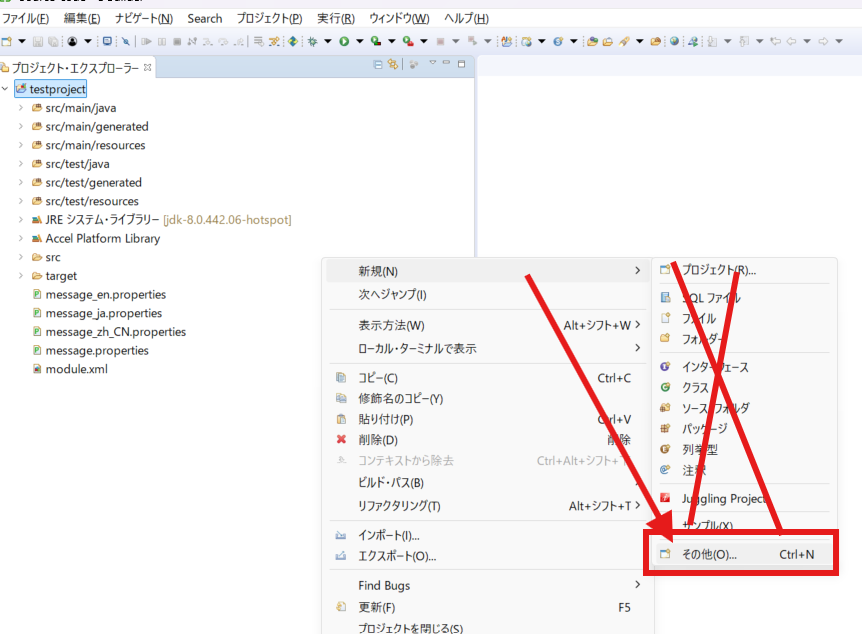 ファイル(F) 編集(E) ナビゲート(N) Search プロジェクト(P) 実行(R) ウィンドウ(W) ヘルプ(H)
プロジェクト・エクスプローラー
testproject
src/main/java
src/main/generated
src/main/resources
src/test/java
src/test/generated
src/test/resources
JRE システム・ライブラリー [jdk-8.0.442.06-hotspot]
Accel Platform Library
src
target
message_en.properties
message_ja.properties
message_zh_CN.properties
message.properties
module.xml
新規(N)
次へジャンプ(I)
表示方法(W) Alt+シフト+W
ローカル・ターミナルで表示
コピー(C) Ctrl+C
修飾名のコピー(Y)
貼り付け(P) Ctrl+V
削除(D) 削除
コンテキストから除去 Ctrl+Alt+シフト+
ビルド・パス(B)
リファクタリング(T) Alt+シフト+T
インポート(I)...
エクスポート(O)...
Find Bugs
更新(F) F5
プロジェクトを閉じる(S)
プロジェクト(R)...
SQL ファイル
ファイル
フォルダー
インターフェース
クラス
ソース・フォルダ
パッケージ
列挙型
注釈
Juggling Project
サンプル(X)
その他(O)... Ctrl+N